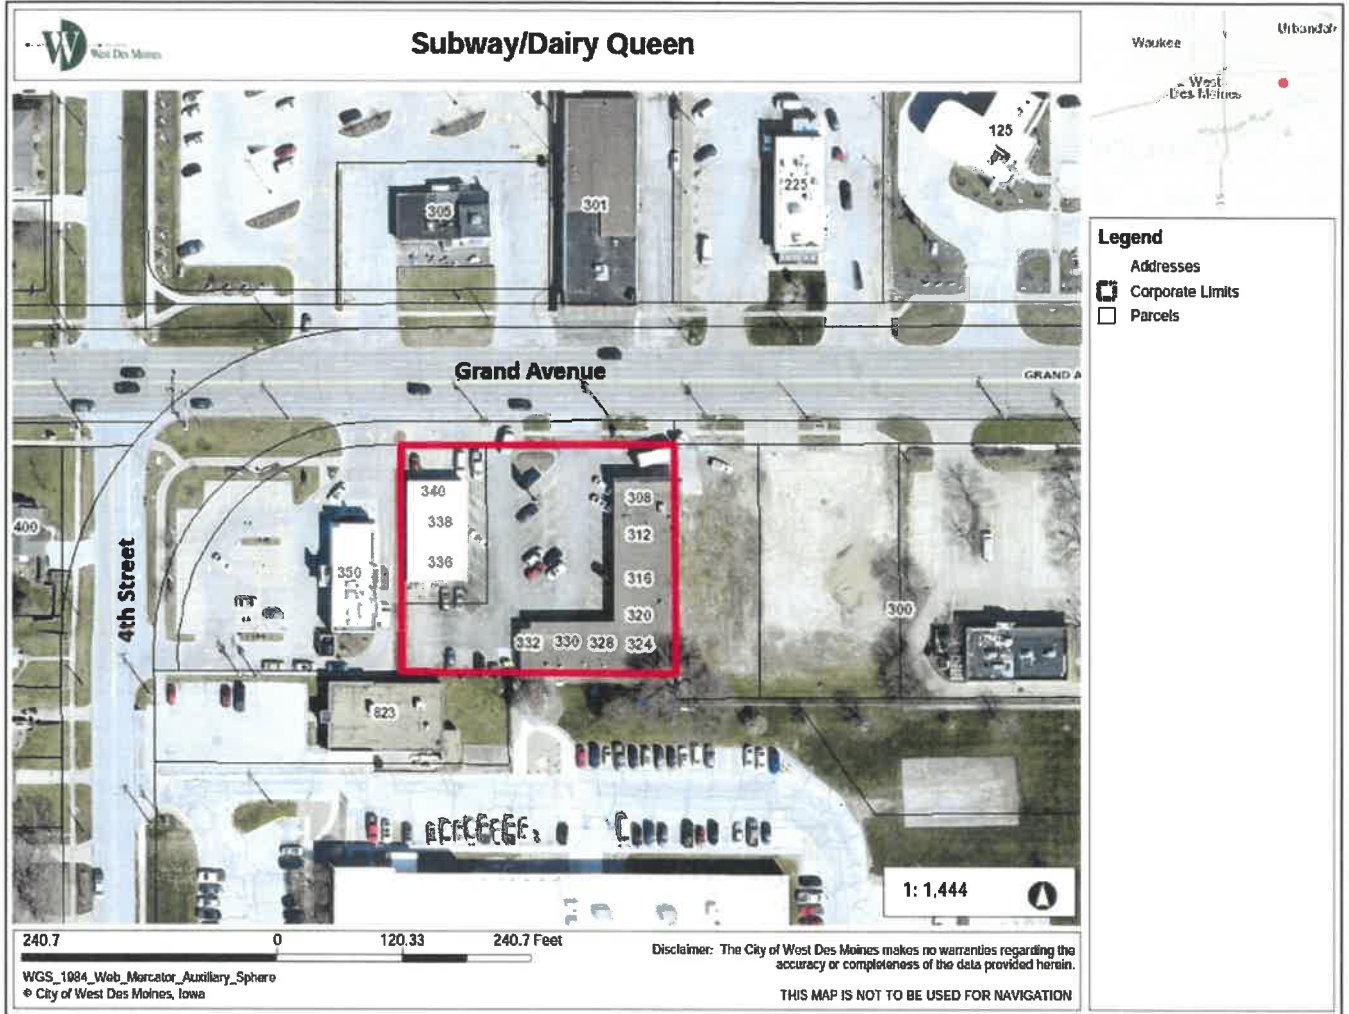 W
West Des Moines
Subway/Dairy Queen
Waukee
West
Des Moines
Legend
Addresses
Corporate Limits
Parcels
125
225
305
301
Grand Avenue
GRAND A
400
4th Street
340
338
336
350
308
312
316
320
332 330 328 324
300
823
1: 1,444
240.7 0 120.33 240.7 Feet
WGS_1984_Web_Mercator_Auxiliary_Sphere
© City of West Des Moines, Iowa
Disclaimer: The City of West Des Moines makes no warranties regarding the
accuracy or completeness of the data provided herein.
THIS MAP IS NOT TO BE USED FOR NAVIGATION